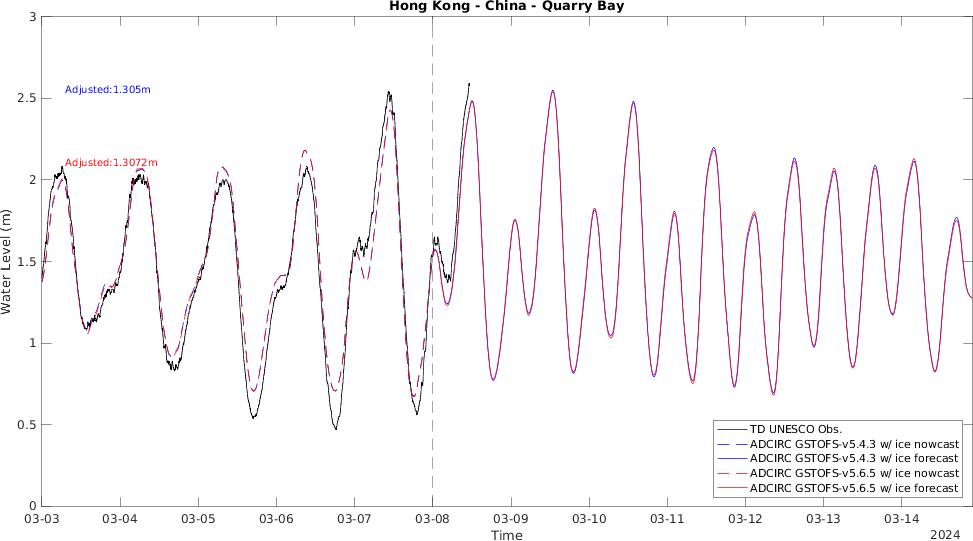 Hong Kong - China - Quarry Bay
3
2.5
2
1.5
1
0.5
0
Water Level (m)
Adjusted:1.305m
Adjusted:1.3072m
TD UNESCO Obs.
ADCIRC GSTOFS-v5.4.3 w/ ice nowcast
ADCIRC GSTOFS-v5.4.3 w/ ice forecast
ADCIRC GSTOFS-v5.6.5 w/ ice nowcast
ADCIRC GSTOFS-v5.6.5 w/ ice forecast
03-03 03-04 03-05 03-06 03-07 03-08 03-09 03-10 03-11 03-12 03-13 03-14
Time
2024